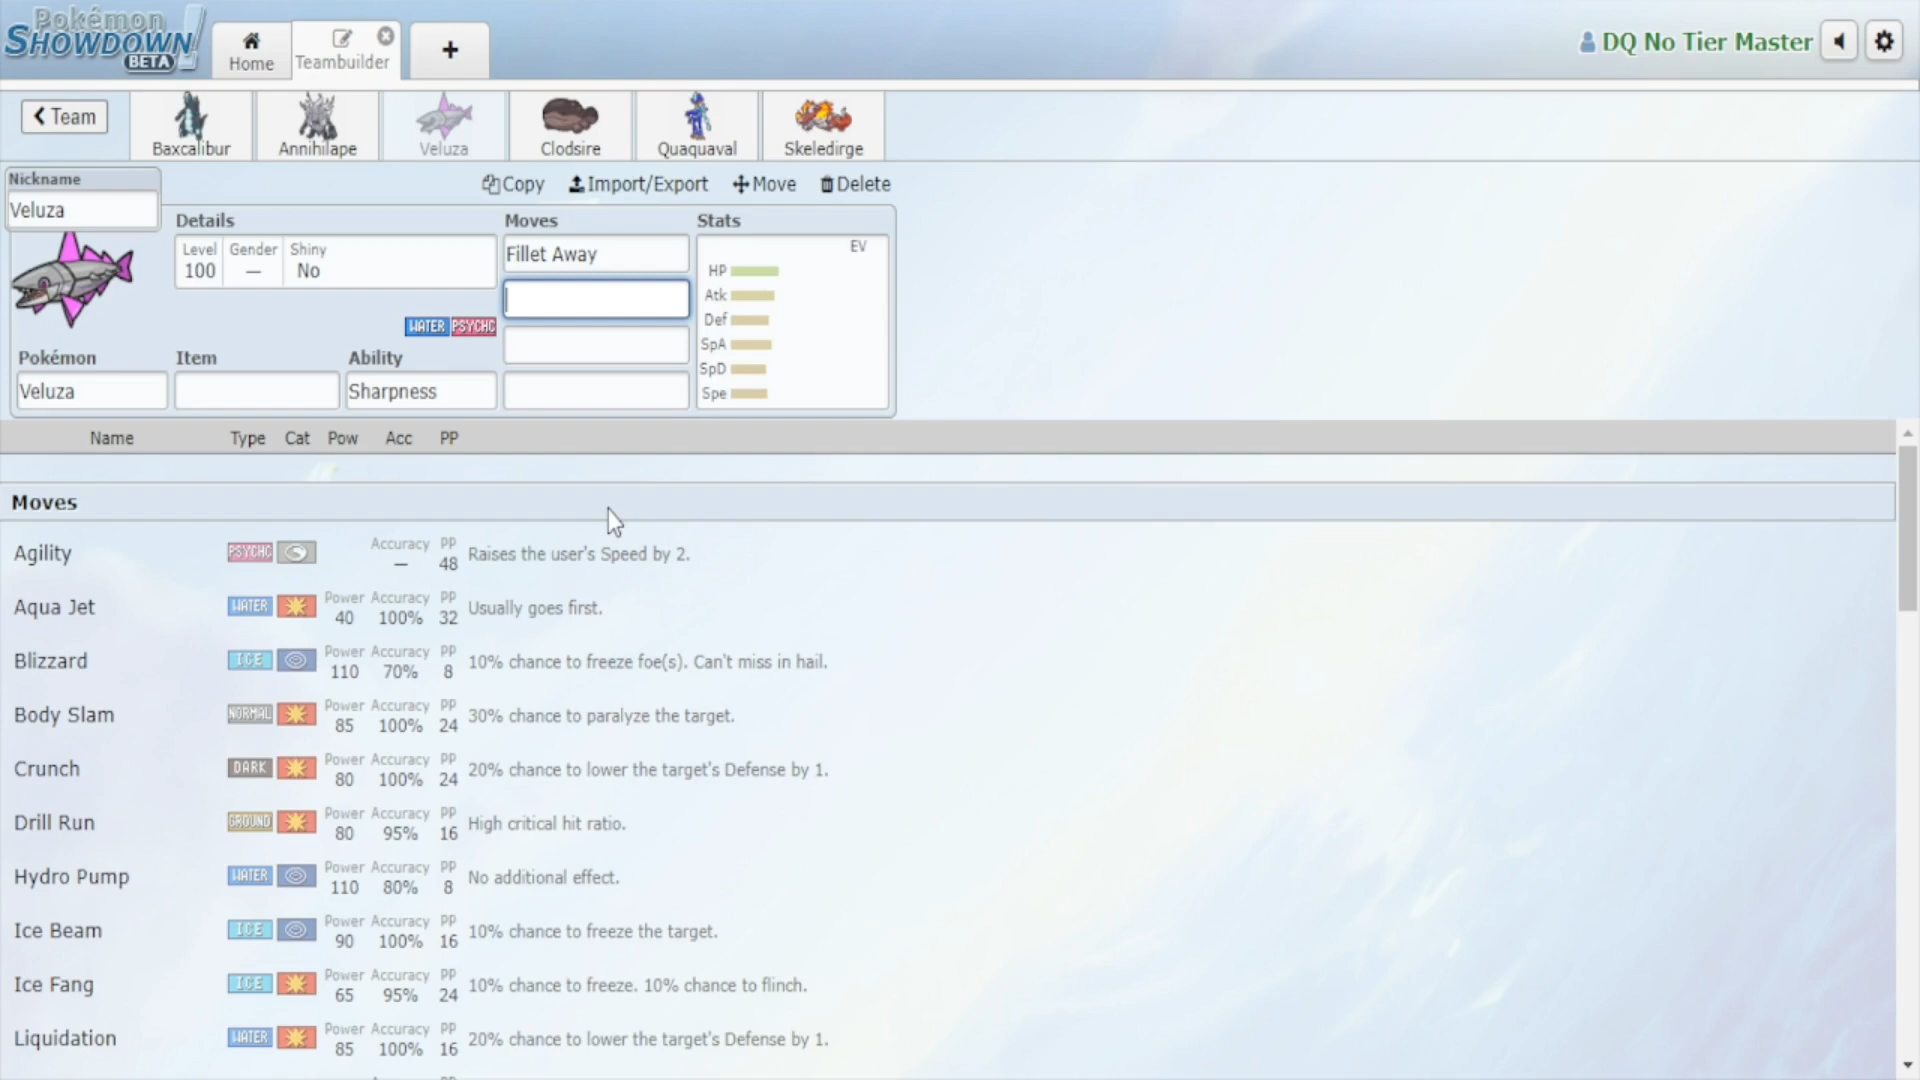 Pokémon
SHOWDOWN!
BETA
Home
Teambuilder
+
DQ No Tier Master
Team
Baxcalibur
Annihilape
Veluza
Clodsire
Quaquaval
Skeledirge
Nickname
Veluza
Copy
Import/Export
Move
Delete
Details
Level
100
Gender
—
Shiny
No
WATER PSYCHC
Pokémon
Veluza
Item
Ability
Sharpness
Moves
Fillet Away
Stats
EV
HP
Atk
Def
SpA
SpD
Spe
Name Type Cat Pow Acc PP
Moves
Agility PSYCHC Accuracy — PP 48 Raises the user's Speed by 2.
Aqua Jet WATER Power 40 Accuracy 100% PP 32 Usually goes first.
Blizzard ICE Power 110 Accuracy 70% PP 8 10% chance to freeze foe(s). Can't miss in hail.
Body Slam NORMAL Power 85 Accuracy 100% PP 24 30% chance to paralyze the target.
Crunch DARK Power 80 Accuracy 100% PP 24 20% chance to lower the target's Defense by 1.
Drill Run GROUND Power 80 Accuracy 95% PP 16 High critical hit ratio.
Hydro Pump WATER Power 110 Accuracy 80% PP 8 No additional effect.
Ice Beam ICE Power 90 Accuracy 100% PP 16 10% chance to freeze the target.
Ice Fang ICE Power 65 Accuracy 95% PP 24 10% chance to freeze. 10% chance to flinch.
Liquidation WATER Power 85 Accuracy 100% PP 16 20% chance to lower the target's Defense by 1.